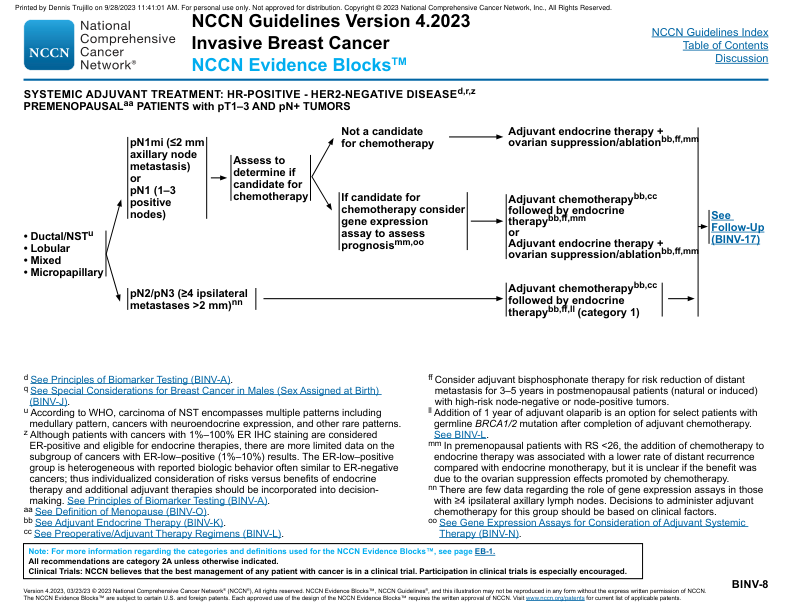 Printed by Dennis Trujillo on 9/28/2023 11:41:01 AM. For personal use only. Not approved for distribution. Copyright © 2023 National Comprehensive Cancer Network, Inc., All Rights Reserved.
NCCN
National
Comprehensive
Cancer
Network®
NCCN Guidelines Version 4.2023
Invasive Breast Cancer
NCCN Evidence Blocks™
NCCN Guidelines Index
Table of Contents
Discussion
SYSTEMIC ADJUVANT TREATMENT: HR-POSITIVE - HER2-NEGATIVE DISEASEd,r,z
PREMENOPAUSALaa PATIENTS with pT1–3 AND pN+ TUMORS
• Ductal/NSTu
• Lobular
• Mixed
• Micropapillary
pN1mi (≤2 mm
axillary node
metastasis)
or
pN1 (1–3
positive
nodes)
Assess to
determine if
candidate for
chemotherapy
Not a candidate
for chemotherapy
Adjuvant endocrine therapy +
ovarian suppression/ablationbb,ff,mm
If candidate for
chemotherapy consider
gene expression
assay to assess
prognosismm,oo
Adjuvant chemotherapybb,cc
followed by endocrine
therapybb,ff,mm
or
Adjuvant endocrine therapy +
ovarian suppression/ablationbb,ff,mm
pN2/pN3 (≥4 ipsilateral
metastases >2 mm)nn
Adjuvant chemotherapybb,cc
followed by endocrine
therapybb,ff,ll (category 1)
See
Follow-Up
(BINV-17)
d See Principles of Biomarker Testing (BINV-A).
q See Special Considerations for Breast Cancer in Males (Sex Assigned at Birth)
(BINV-J).
u According to WHO, carcinoma of NST encompasses multiple patterns including
medullary pattern, cancers with neuroendocrine expression, and other rare patterns.
z Although patients with cancers with 1%–100% ER IHC staining are considered
ER-positive and eligible for endocrine therapies, there are more limited data on the
subgroup of cancers with ER-low–positive (1%–10%) results. The ER-low–positive
group is heterogeneous with reported biologic behavior often similar to ER-negative
cancers; thus individualized consideration of risks versus benefits of endocrine
therapy and additional adjuvant therapies should be incorporated into decision-
making. See Principles of Biomarker Testing (BINV-A).
aa See Definition of Menopause (BINV-O).
bb See Adjuvant Endocrine Therapy (BINV-K).
cc See Preoperative/Adjuvant Therapy Regimens (BINV-L).
ff Consider adjuvant bisphosphonate therapy for risk reduction of distant
metastasis for 3–5 years in postmenopausal patients (natural or induced)
with high-risk node-negative or node-positive tumors.
ll Addition of 1 year of adjuvant olaparib is an option for select patients with
germline BRCA1/2 mutation after completion of adjuvant chemotherapy.
See BINV-L.
mm In premenopausal patients with RS <26, the addition of chemotherapy to
endocrine therapy was associated with a lower rate of distant recurrence
compared with endocrine monotherapy, but it is unclear if the benefit was
due to the ovarian suppression effects promoted by chemotherapy.
nn There are few data regarding the role of gene expression assays in those
with ≥4 ipsilateral axillary lymph nodes. Decisions to administer adjuvant
chemotherapy for this group should be based on clinical factors.
oo See Gene Expression Assays for Consideration of Adjuvant Systemic
Therapy (BINV-N).
Note: For more information regarding the categories and definitions used for the NCCN Evidence Blocks™, see page EB-1.
All recommendations are category 2A unless otherwise indicated.
Clinical Trials: NCCN believes that the best management of any patient with cancer is in a clinical trial. Participation in clinical trials is especially encouraged.
BINV-8
Version 4.2023, 03/23/23 © 2023 National Comprehensive Cancer Network® (NCCN®), All rights reserved. NCCN Evidence Blocks™, NCCN Guidelines®, and this illustration may not be reproduced in any form without the express written permission of NCCN.
The NCCN Evidence Blocks™ are subject to certain U.S. and foreign patents. Each approved use of the design of the NCCN Evidence Blocks™ requires the written approval of NCCN. Visit www.nccn.org/patents for current list of applicable patents.